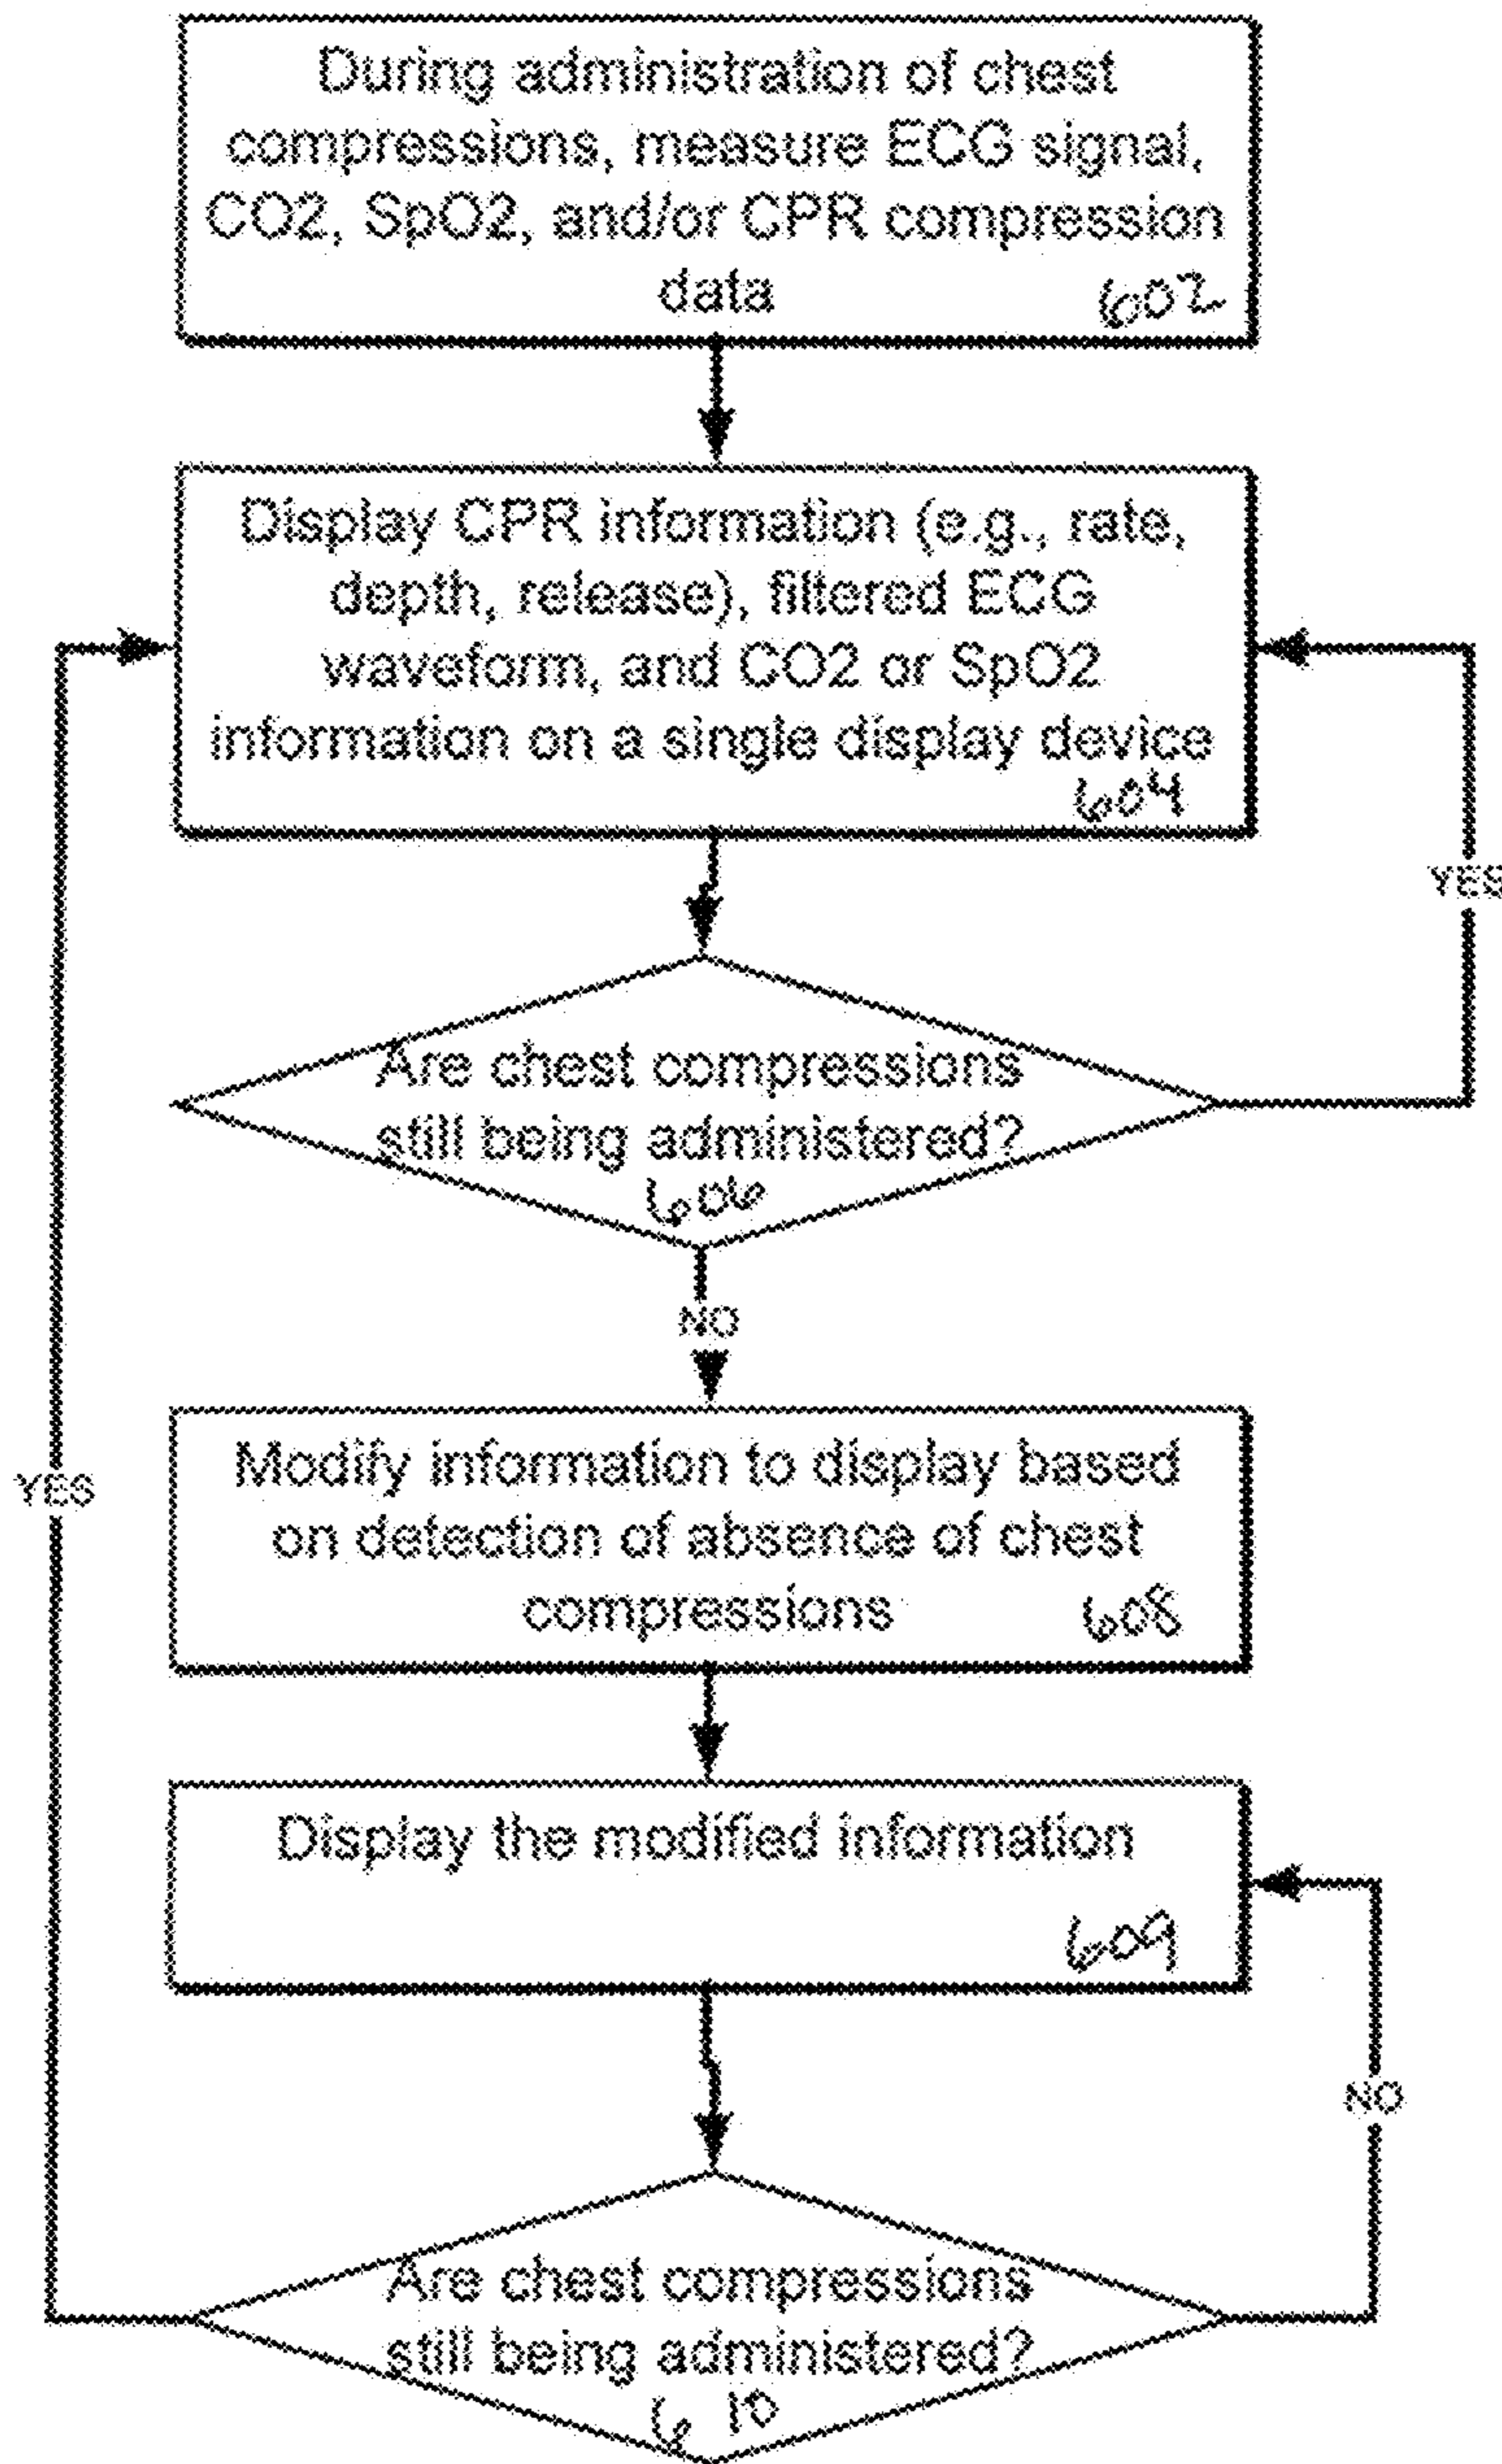 During administration of chest
compressions, measure ECG signal,
CO2, SpO2, and/or CPR compression
data
602
Display CPR information (e.g., rate,
depth, release), filtered ECG
waveform, and CO2 or SpO2
information on a single display device
604
YES
Are chest compressions
still being administered?
606
NO
Modify information to display based
on detection of absence of chest
compressions
608
YES
Display the modified information
609
NO
Are chest compressions
still being administered?
610